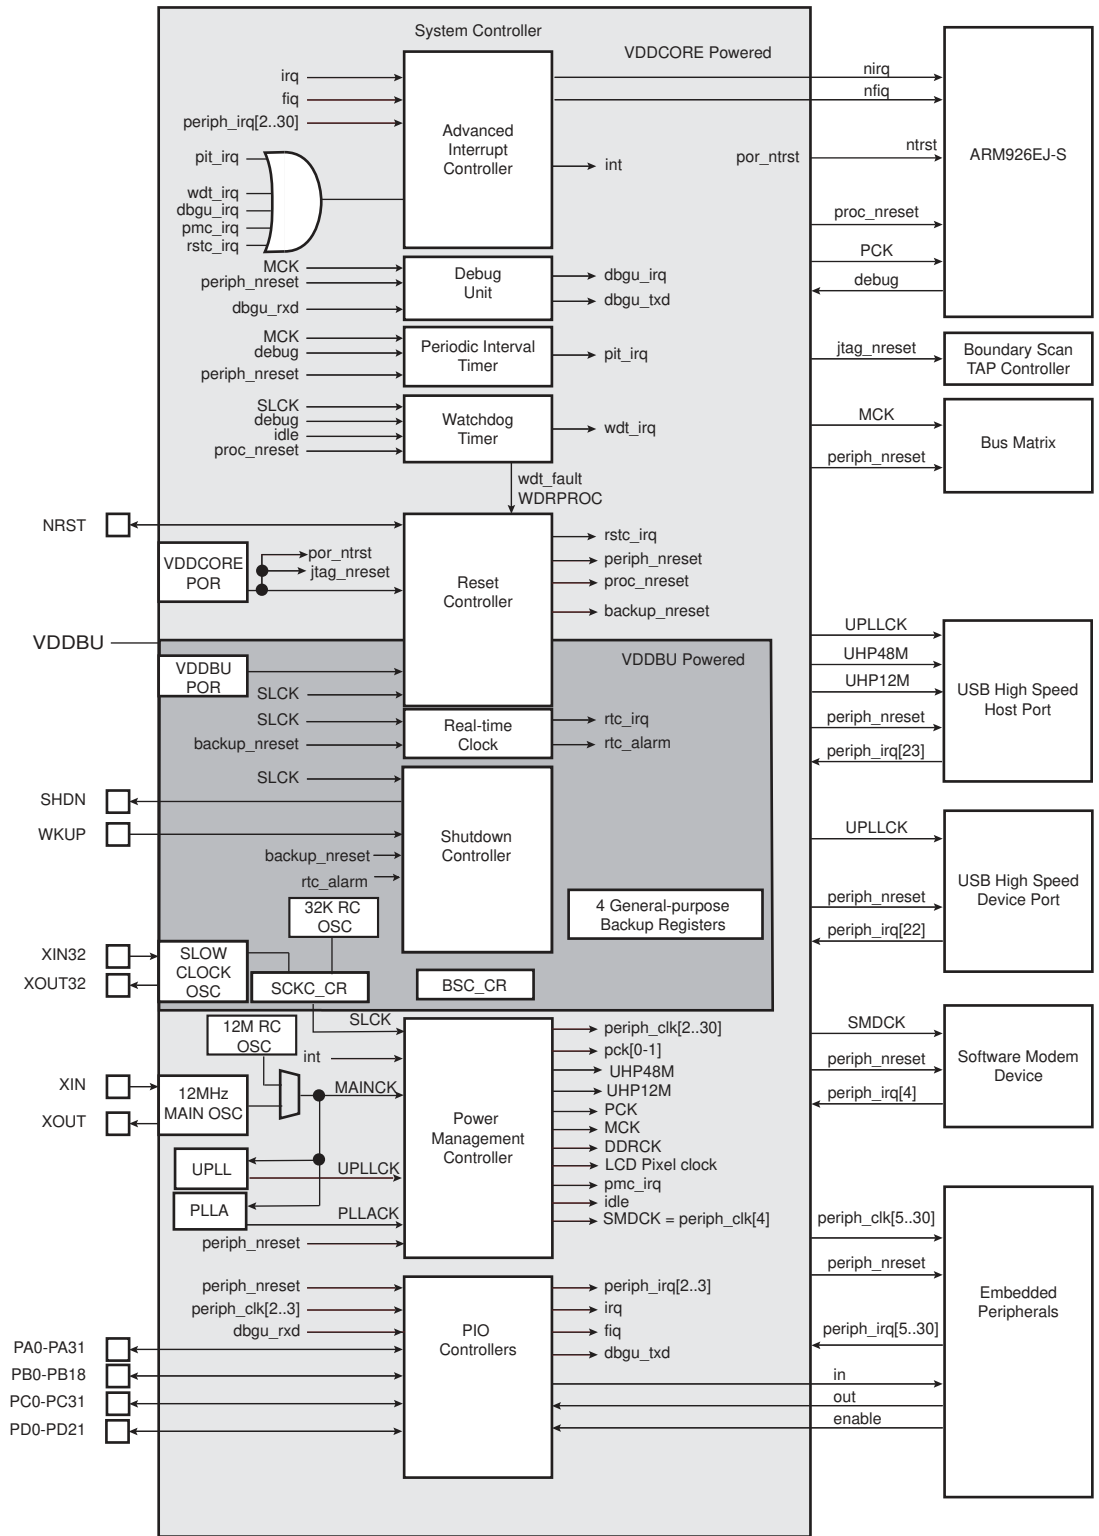 System Controller
VDDCORE Powered
irq
fiq
periph_irq[2..30]
pit_irq
wdt_irq
dbgu_irq
pmc_irq
rstc_irq
Advanced
Interrupt
Controller
int
nirq
nfiq
por_ntrst
ntrst
proc_nreset
PCK
debug
ARM926EJ-S
MCK
periph_nreset
dbgu_rxd
Debug
Unit
dbgu_irq
dbgu_txd
MCK
debug
periph_nreset
Periodic Interval
Timer
pit_irq
jtag_nreset
Boundary Scan
TAP Controller
SLCK
debug
idle
proc_nreset
Watchdog
Timer
wdt_irq
MCK
periph_nreset
Bus Matrix
wdt_fault
WDRPROC
NRST
VDDCORE
POR
por_ntrst
jtag_nreset
Reset
Controller
rstc_irq
periph_nreset
proc_nreset
backup_nreset
VDDBU
VDDBU Powered
VDDBU
POR
SLCK
UPLLCK
UHP48M
UHP12M
periph_nreset
periph_irq[23]
USB High Speed
Host Port
SLCK
backup_nreset
Real-time
Clock
rtc_irq
rtc_alarm
SLCK
SHDN
WKUP
backup_nreset
rtc_alarm
Shutdown
Controller
4 General-purpose
Backup Registers
UPLLCK
periph_nreset
periph_irq[22]
USB High Speed
Device Port
32K RC
OSC
XIN32
XOUT32
SLOW
CLOCK
OSC
SCKC_CR
BSC_CR
SLCK
12M RC
OSC
int
XIN
XOUT
12MHz
MAIN OSC
MAINCK
UPLL
UPLLCK
PLLA
PLLACK
periph_nreset
Power
Management
Controller
periph_clk[2..30]
pck[0-1]
UHP48M
UHP12M
PCK
MCK
DDRCK
LCD Pixel clock
pmc_irq
idle
SMDCK = periph_clk[4]
SMDCK
periph_nreset
periph_irq[4]
Software Modem
Device
periph_nreset
periph_clk[2..3]
dbgu_rxd
PA0-PA31
PB0-PB18
PC0-PC31
PD0-PD21
PIO
Controllers
periph_irq[2..3]
irq
fiq
dbgu_txd
periph_clk[5..30]
periph_nreset
periph_irq[5..30]
in
out
enable
Embedded
Peripherals